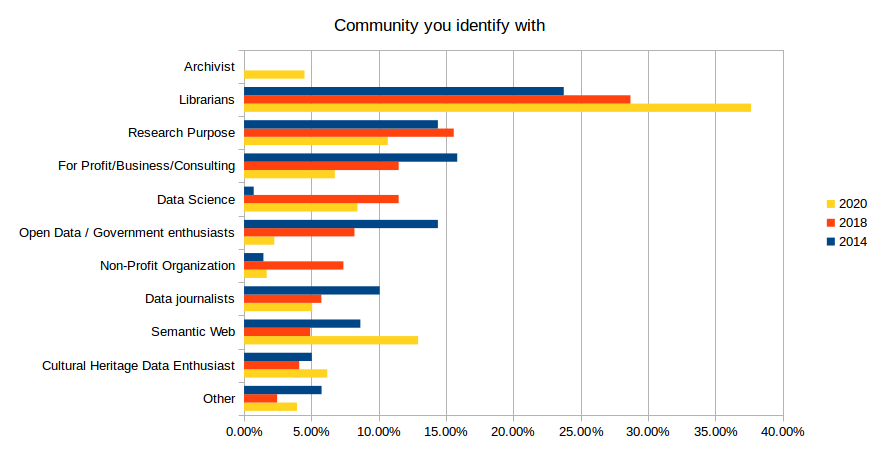 Community you identify with
Archivist
Librarians
Research Purpose
For Profit/Business/Consulting
Data Science
Open Data / Government enthusiasts
Non-Profit Organization
Data journalists
Semantic Web
Cultural Heritage Data Enthusiast
Other
0.00% 5.00% 10.00% 15.00% 20.00% 25.00% 30.00% 35.00% 40.00%
2020
2018
2014